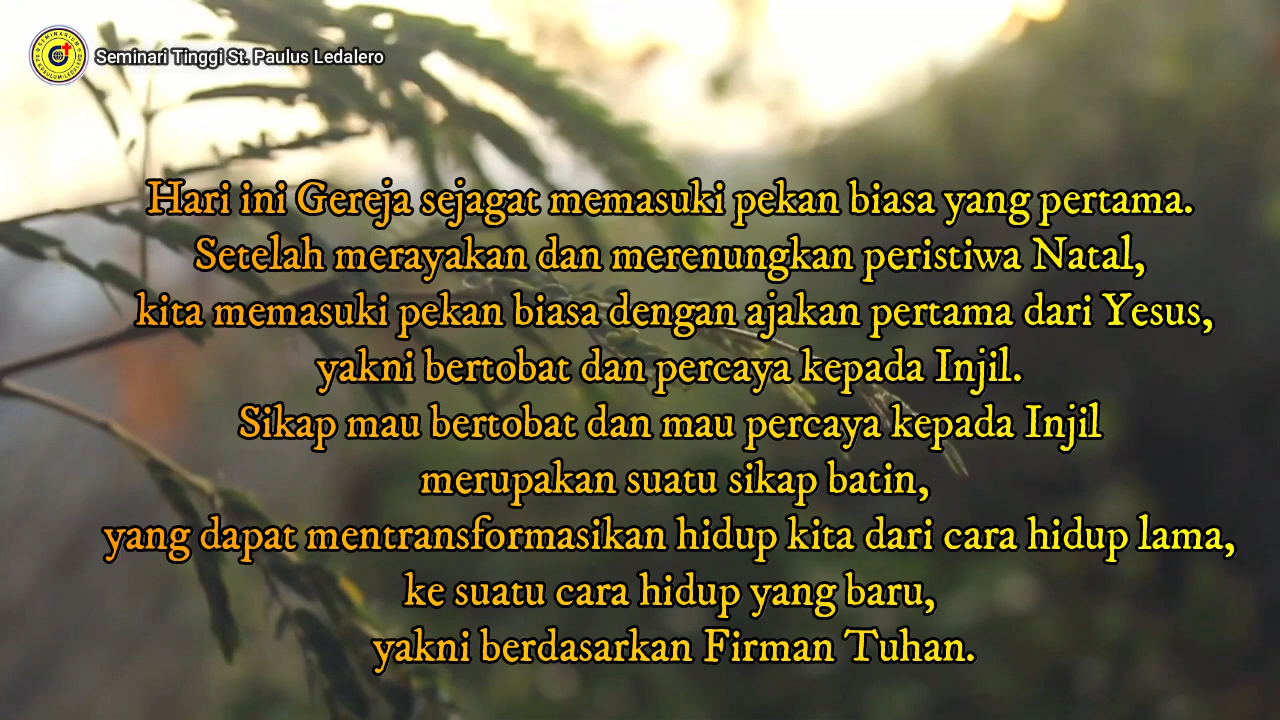 Seminari Tinggi St. Paulus Ledalero
Hari ini Gereja sejagat memasuki pekan biasa yang pertama.
Setelah merayakan dan merenungkan peristiwa Natal,
kita memasuki pekan biasa dengan ajakan pertama dari Yesus,
yakni bertobat dan percaya kepada Injil.
Sikap mau bertobat dan mau percaya kepada Injil
merupakan suatu sikap batin,
yang dapat mentransformasikan hidup kita dari cara hidup lama,
ke suatu cara hidup yang baru,
yakni berdasarkan Firman Tuhan.